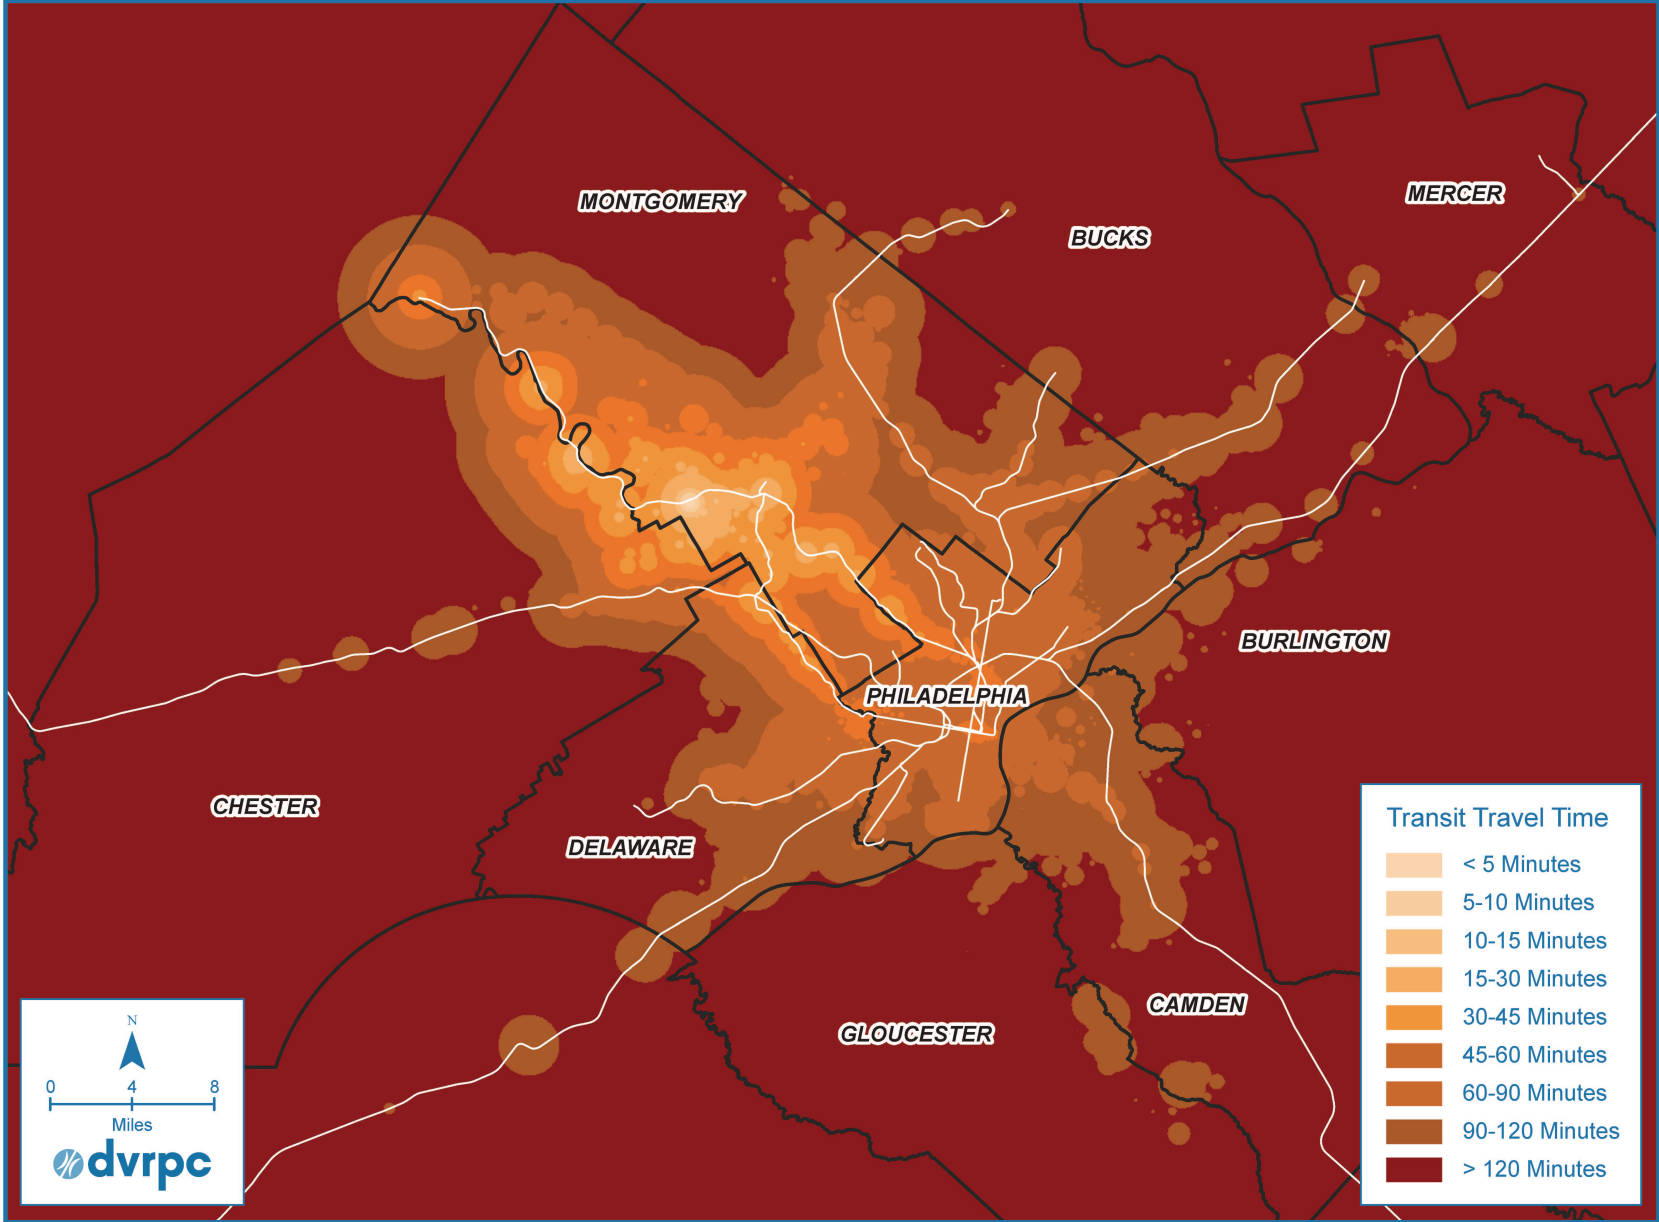 MONTGOMERY
MERCER
BUCKS
BURLINGTON
PHILADELPHIA
CHESTER
DELAWARE
CAMDEN
GLOUCESTER
Transit Travel Time
< 5 Minutes
5-10 Minutes
10-15 Minutes
15-30 Minutes
30-45 Minutes
45-60 Minutes
60-90 Minutes
90-120 Minutes
> 120 Minutes
N
0 4 8
Miles
dvrpc